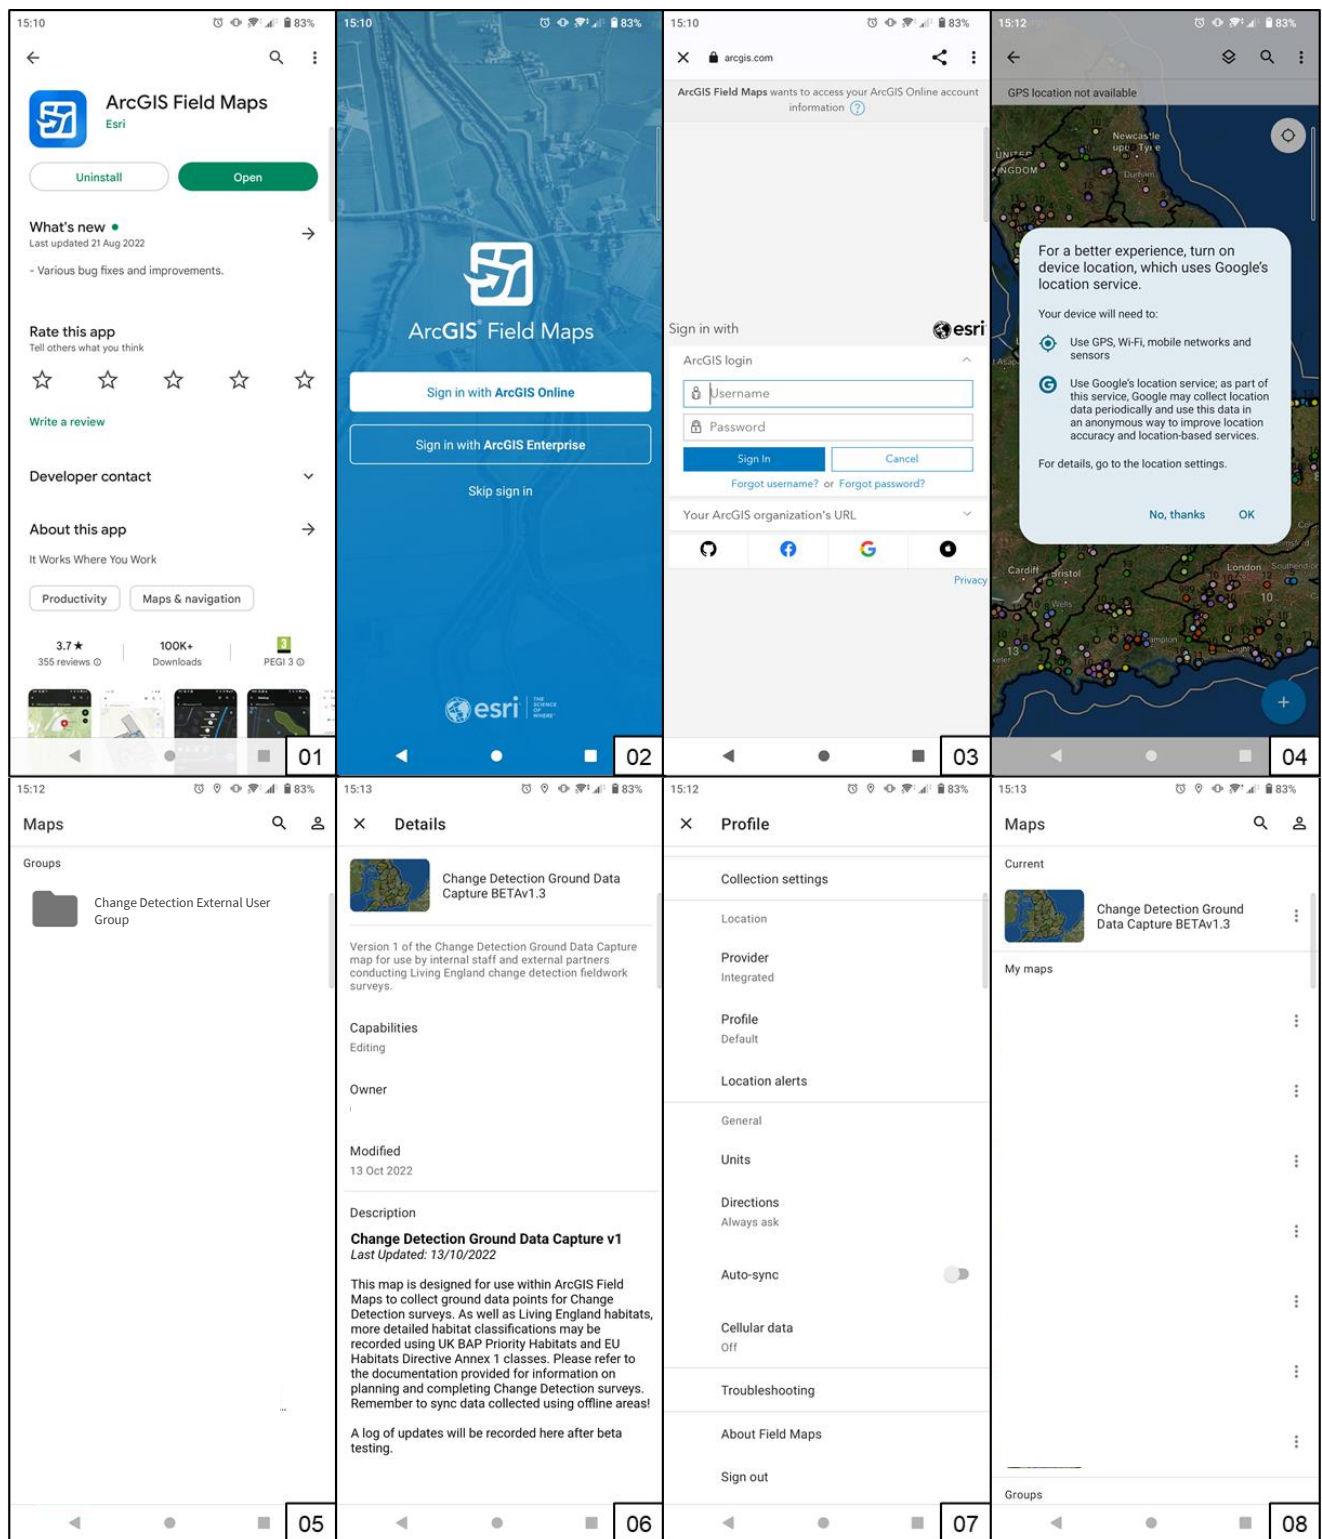 15:10
83%
ArcGIS Field Maps
Esri
Uninstall
Open
What's new
Last updated 21 Aug 2022
- Various bug fixes and improvements.
Rate this app
Tell others what you think
Write a review
Developer contact
About this app
It Works Where You Work
Productivity
Maps & navigation
3.7★
100K+
3
355 reviews
Downloads
PEGI 3
01
15:10
83%
ArcGIS® Field Maps
Sign in with ArcGIS Online
Sign in with ArcGIS Enterprise
Skip sign in
esri
THE
SCIENCE
OF
WHERE™
02
15:10
83%
arcgis.com
ArcGIS Field Maps wants to access your ArcGIS Online account
information ?
Sign in with
esri
ArcGIS login
Username
Password
Sign In
Cancel
Forgot username? or Forgot password?
Your ArcGIS organization's URL
Privacy
03
15:12
83%
GPS location not available
Newcastle
Durham
For a better experience, turn on
device location, which uses Google's
location service.
Your device will need to:
Use GPS, Wi-Fi, mobile networks and
sensors
Use Google's location service; as part of
this service, Google may collect location
data periodically and use this data in
an anonymous way to improve location
accuracy and location-based services.
For details, go to the location settings.
No, thanks
OK
Cardiff
Bristol
London
Wells
04
15:12
83%
Maps
Groups
Change Detection External User
Group
05
15:13
83%
Details
Change Detection Ground Data
Capture BETAv1.3
Version 1 of the Change Detection Ground Data Capture
map for use by internal staff and external partners
conducting Living England change detection fieldwork
surveys.
Capabilities
Editing
Owner
Modified
13 Oct 2022
Description
Change Detection Ground Data Capture v1
Last Updated: 13/10/2022
This map is designed for use within ArcGIS Field
Maps to collect ground data points for Change
Detection surveys. As well as Living England habitats,
more detailed habitat classifications may be
recorded using UK BAP Priority Habitats and EU
Habitats Directive Annex 1 classes. Please refer to
the documentation provided for information on
planning and completing Change Detection surveys.
Remember to sync data collected using offline areas!
A log of updates will be recorded here after beta
testing.
06
15:12
83%
Profile
Collection settings
Location
Provider
Integrated
Profile
Default
Location alerts
General
Units
Directions
Always ask
Auto-sync
Cellular data
Off
Troubleshooting
About Field Maps
Sign out
07
15:13
83%
Maps
Current
Change Detection Ground
Data Capture BETAv1.3
My maps
Groups
08